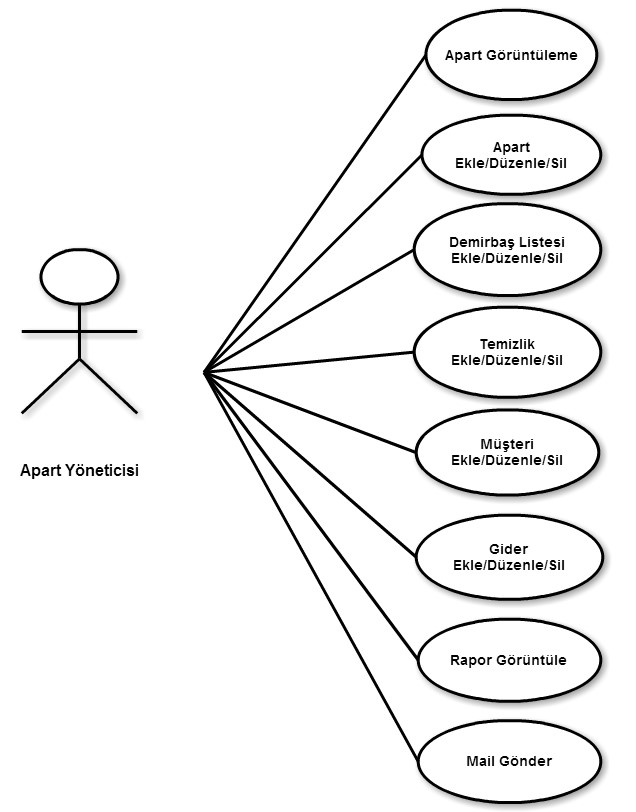 Apart Görüntüleme
Apart
Ekle/Düzenle/Sil
Demirbaş Listesi
Ekle/Düzenle/Sil
Temizlik
Ekle/Düzenle/Sil
Müşteri
Ekle/Düzenle/Sil
Apart Yöneticisi
Gider
Ekle/Düzenle/Sil
Rapor Görüntüle
Mail Gönder